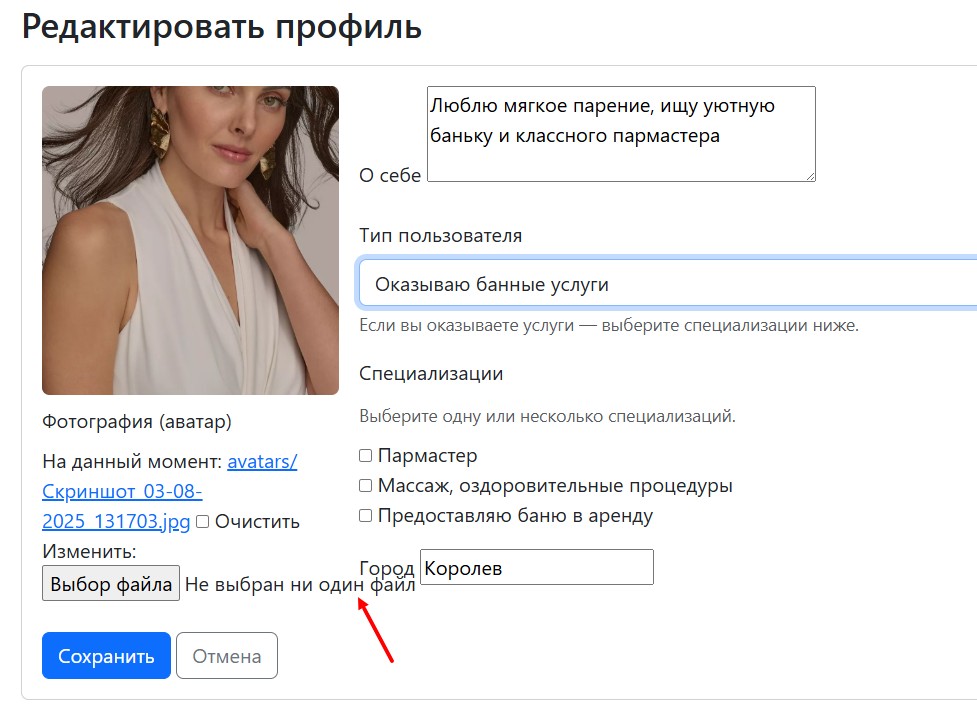 Редактировать профиль
Люблю мягкое парение, ищу уютную
баньку и классного пармастера
О себе
Тип пользователя
Оказываю банные услуги
Если вы оказываете услуги — выберите специализации ниже.
Специализации
Выберите одну или несколько специализаций.
Пармастер
Массаж, оздоровительные процедуры
Предоставляю баню в аренду
Город Королев
Фотография (аватар)
На данный момент: avatars/
Скриншот_03-08-
2025_131703.jpg Очистить
Изменить:
Выбор файла Не выбран ни один файл
Сохранить Отмена